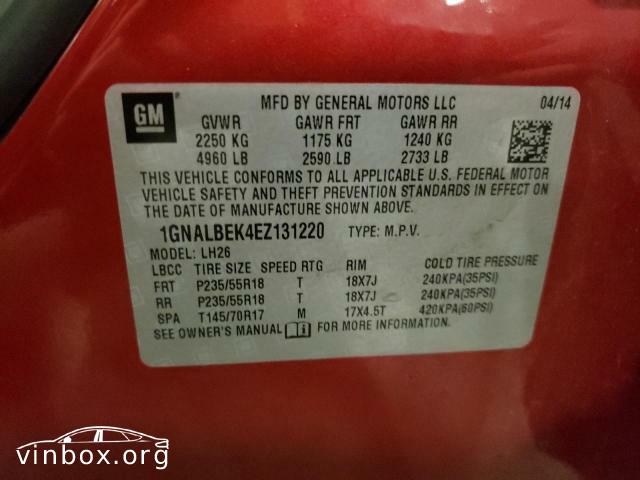 GM MFD BY GENERAL MOTORS LLC 04/14
GVWR GAWR FRT GAWR RR
2250 KG 1175 KG 1240 KG
4960 LB 2590 LB 2733 LB
THIS VEHICLE CONFORMS TO ALL APPLICABLE U.S. FEDERAL MOTOR
VEHICLE SAFETY AND THEFT PREVENTION STANDARDS IN EFFECT ON
THE DATE OF MANUFACTURE SHOWN ABOVE.
1GNALBEK4EZ131220 TYPE: M.P.V.
MODEL: LH26
LBCC TIRE SIZE SPEED RTG RIM COLD TIRE PRESSURE
FRT P235/55R18 T 18X7J 240KPA(35PSI)
RR P235/55R18 T 18X7J 240KPA(35PSI)
SPA T145/70R17 M 17X4.5T 420KPA(60PSI)
SEE OWNER'S MANUAL FOR MORE INFORMATION.
vinbox.org